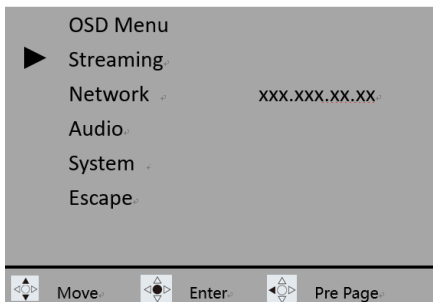 OSD Menu
Streaming
Network xxx.xxx.xx.xx
Audio
System
Escape
Move Enter Pre Page